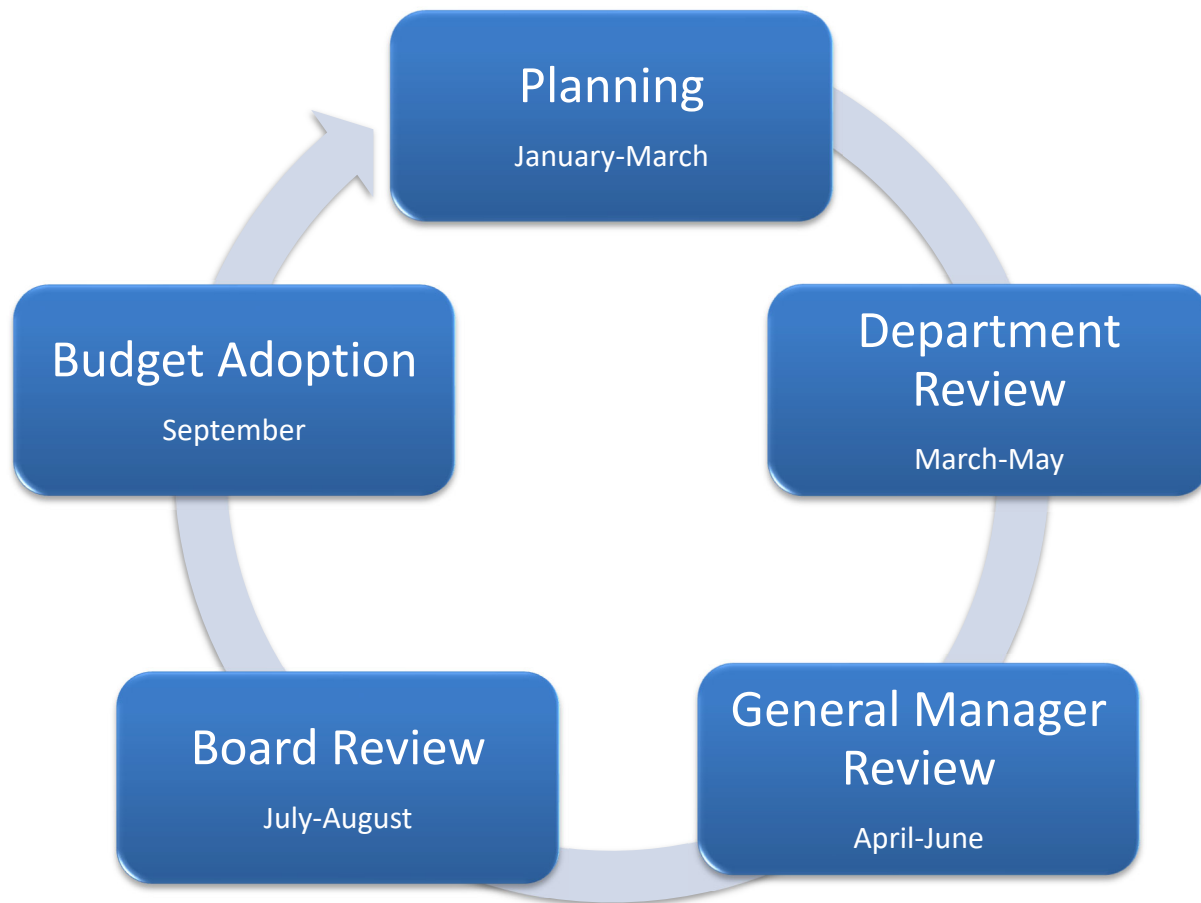 Planning
January-March
Department
Review
March-May
General Manager
Review
April-June
Board Review
July-August
Budget Adoption
September